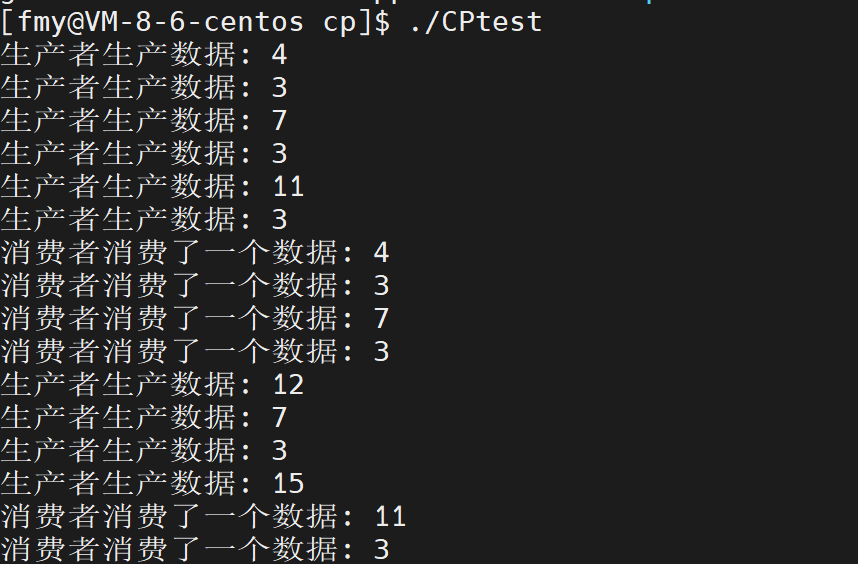 [fmy@VM-8-6-centos cp]$ ./CPtest
生产者生产数据: 4
生产者生产数据: 3
生产者生产数据: 7
生产者生产数据: 3
生产者生产数据: 11
生产者生产数据: 3
消费者消费了一个数据: 4
消费者消费了一个数据: 3
消费者消费了一个数据: 7
消费者消费了一个数据: 3
生产者生产数据: 12
生产者生产数据: 7
生产者生产数据: 3
生产者生产数据: 15
消费者消费了一个数据: 11
消费者消费了一个数据: 3